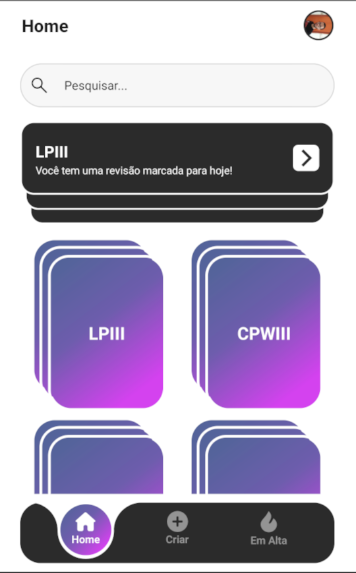 Home
Pesquisar...
LPIII
Você tem uma revisão marcada para hoje!
LPIII
CPWIII
Home
Criar
Em Alta